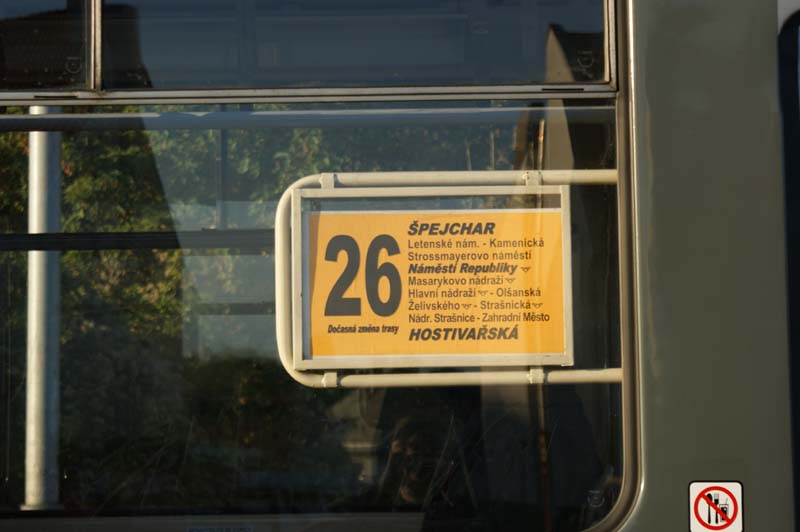 26
Dočasná změna trasy
ŠPEJCHAR
Letenské nám. - Kamenická
Strossmayerovo náměstí
Náměstí Republiky
Masarykovo nádraží
Hlavní nádraží - Olšanská
Želivského - Strašnická
Nádr. Strašnice - Zahradní Město
HOSTIVAŘSKÁ